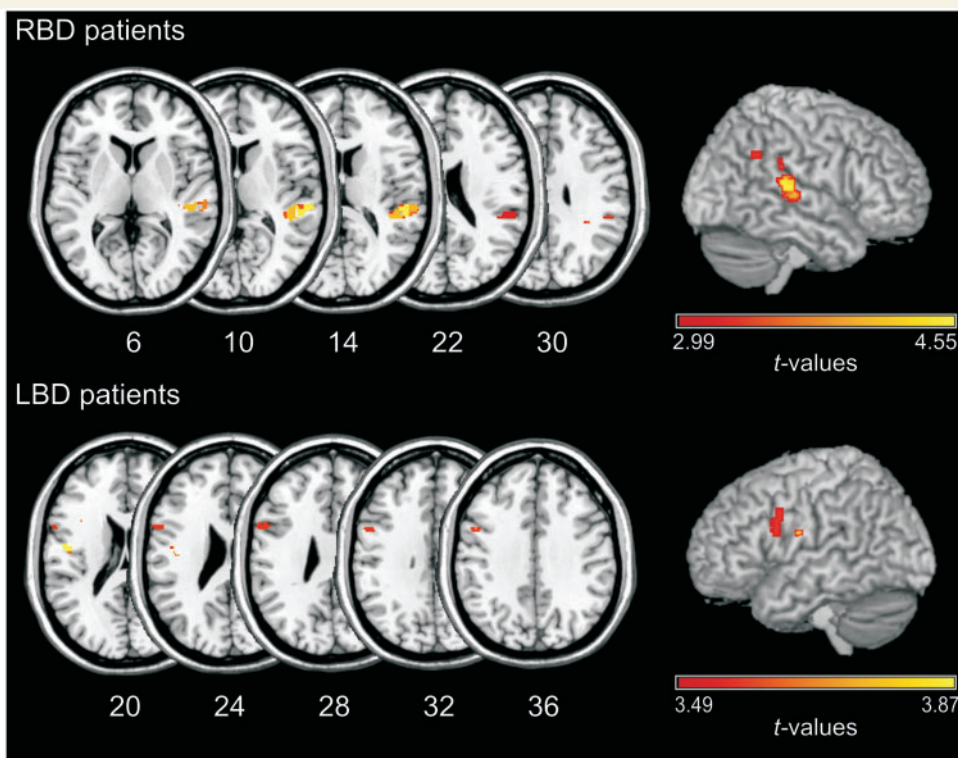 RBD patients
6 10 14 22 30
2.99 4.55
t-values
LBD patients
20 24 28 32 36
3.49 3.87
t-values